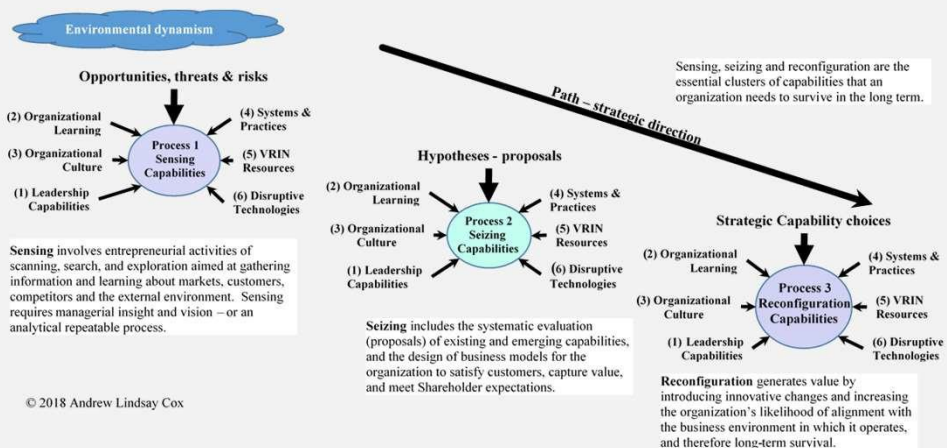 Environmental dynamism
Opportunities, threats & risks
(2) Organizational
Learning
(3) Organizational
Culture
(1) Leadership
Capabilities
Process 1
Sensing
Capabilities
(4) Systems &
Practices
(5) VRIN
Resources
(6) Disruptive
Technologies
Sensing involves entrepreneurial activities of
scanning, search, and exploration aimed at gathering
information and learning about markets, customers,
competitors and the external environment. Sensing
requires managerial insight and vision – or an
analytical repeatable process.
© 2018 Andrew Lindsay Cox
Path – strategic direction
Hypotheses - proposals
(2) Organizational
Learning
(3) Organizational
Culture
(1) Leadership
Capabilities
Process 2
Seizing
Capabilities
(4) Systems &
Practices
(5) VRIN
Resources
(6) Disruptive
Technologies
Seizing includes the systematic evaluation
(proposals) of existing and emerging capabilities,
and the design of business models for the
organization to satisfy customers, capture value,
and meet Shareholder expectations.
Sensing, seizing and reconfiguration are the
essential clusters of capabilities that an
organization needs to survive in the long term.
Strategic Capability choices
(2) Organizational
Learning
(3) Organizational
Culture
(1) Leadership
Capabilities
Process 3
Reconfiguration
Capabilities
(4) Systems &
Practices
(5) VRIN
Resources
(6) Disruptive
Technologies
Reconfiguration generates value by
introducing innovative changes and increasing
the organization's likelihood of alignment with
the business environment in which it operates,
and therefore long-term survival.